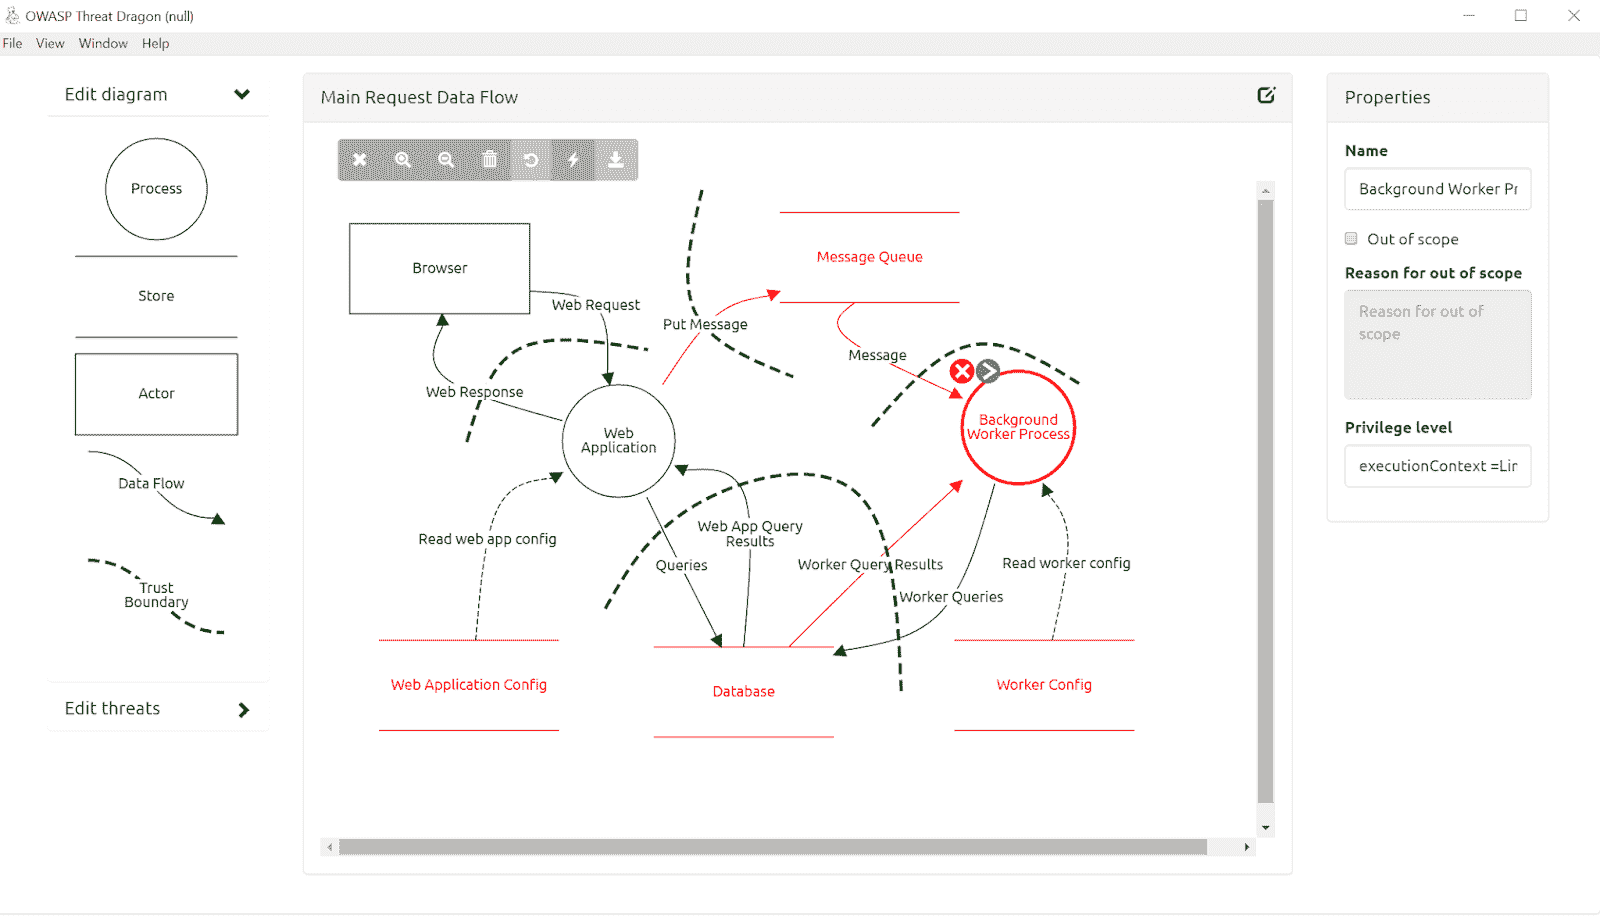 OWASP Threat Dragon (null)
File View Window Help
Edit diagram
Process
Store
Actor
Data Flow
Trust
Boundary
Edit threats
Main Request Data Flow
Browser
Web Request
Web Response
Put Message
Message Queue
Message
Web
Application
Background
Worker Process
Read web app config
Web App Query
Results
Queries
Worker Query Results
Worker Queries
Read worker config
Web Application Config
Database
Worker Config
Properties
Name
Background Worker Pr
Out of scope
Reason for out of scope
Reason for out of
scope
Privilege level
executionContext =Lir